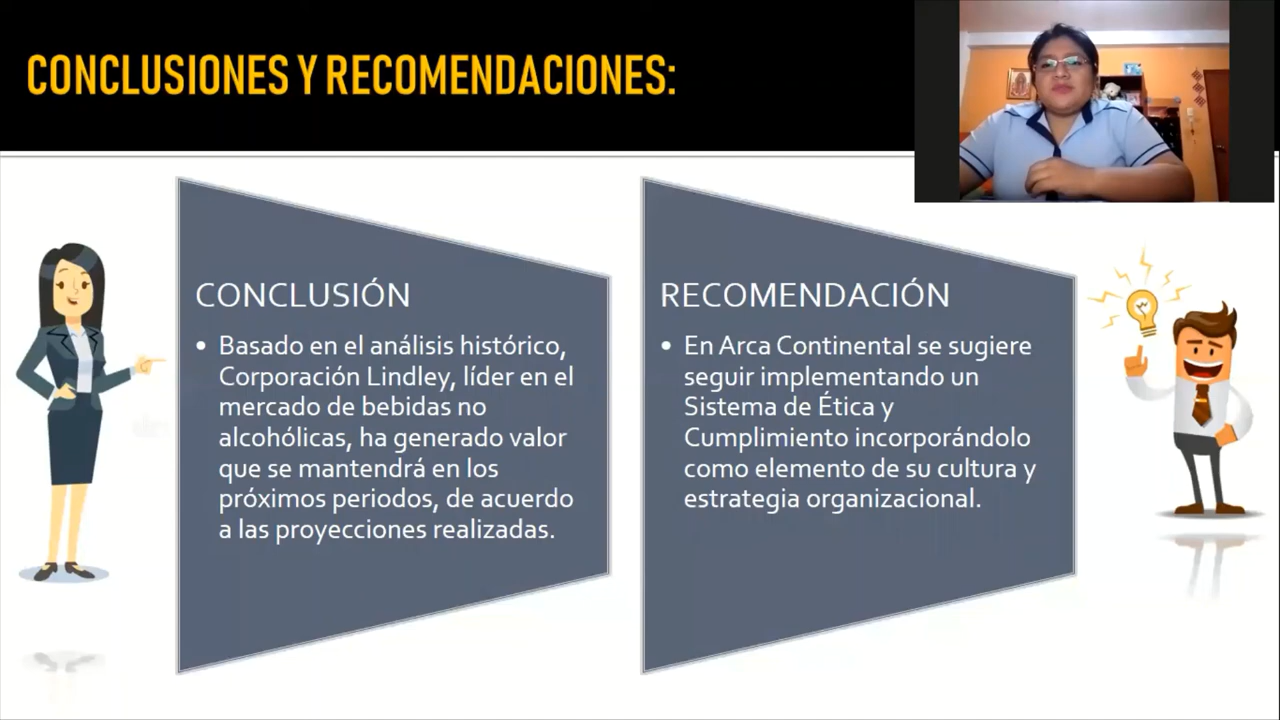 CONCLUSIONES Y RECOMENDACIONES:
CONCLUSIÓN
• Basado en el análisis histórico,
Corporación Lindley, líder en el
mercado de bebidas no
alcohólicas, ha generado valor
que se mantendrá en los
próximos periodos, de acuerdo
a las proyecciones realizadas.
RECOMENDACIÓN
• En Arca Continental se sugiere
seguir implementando un
Sistema de Ética y
Cumplimiento incorporándolo
como elemento de su cultura y
estrategia organizacional.